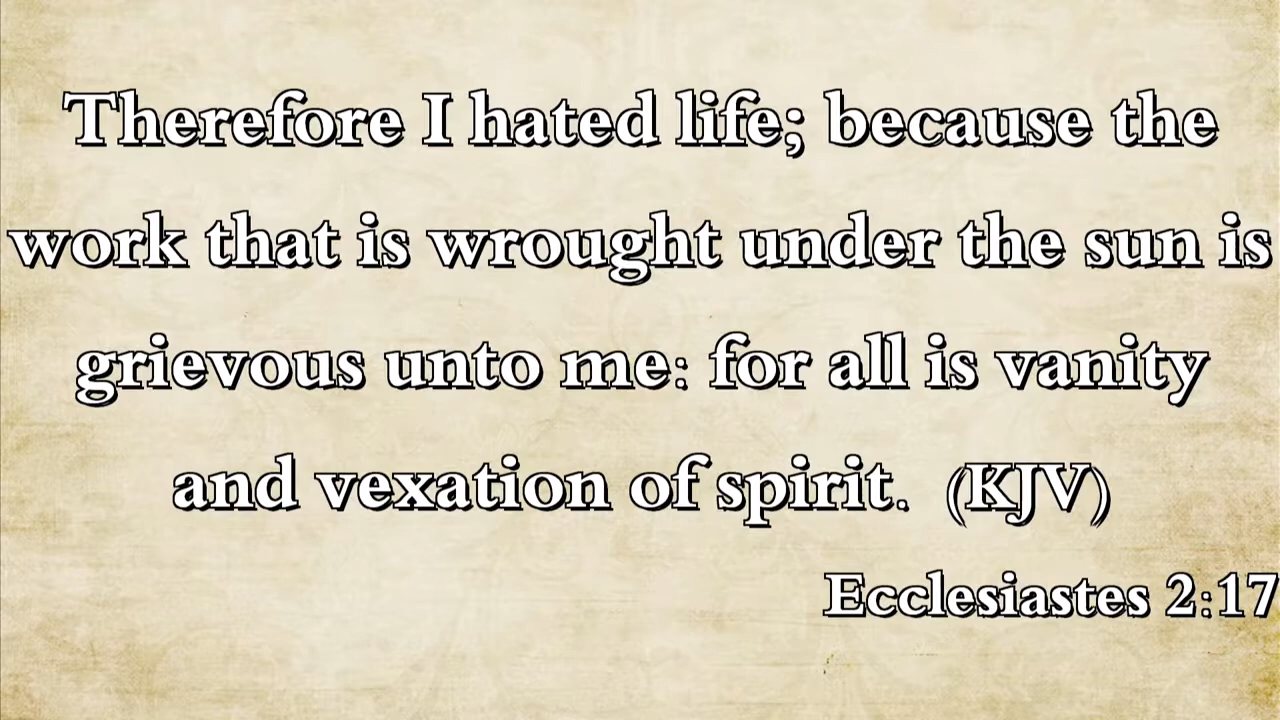 Therefore I hated life; because the
work that is wrought under the sun is
grievous unto me: for all is vanity
and vexation of spirit. (KJV)
Ecclesiastes 2:17